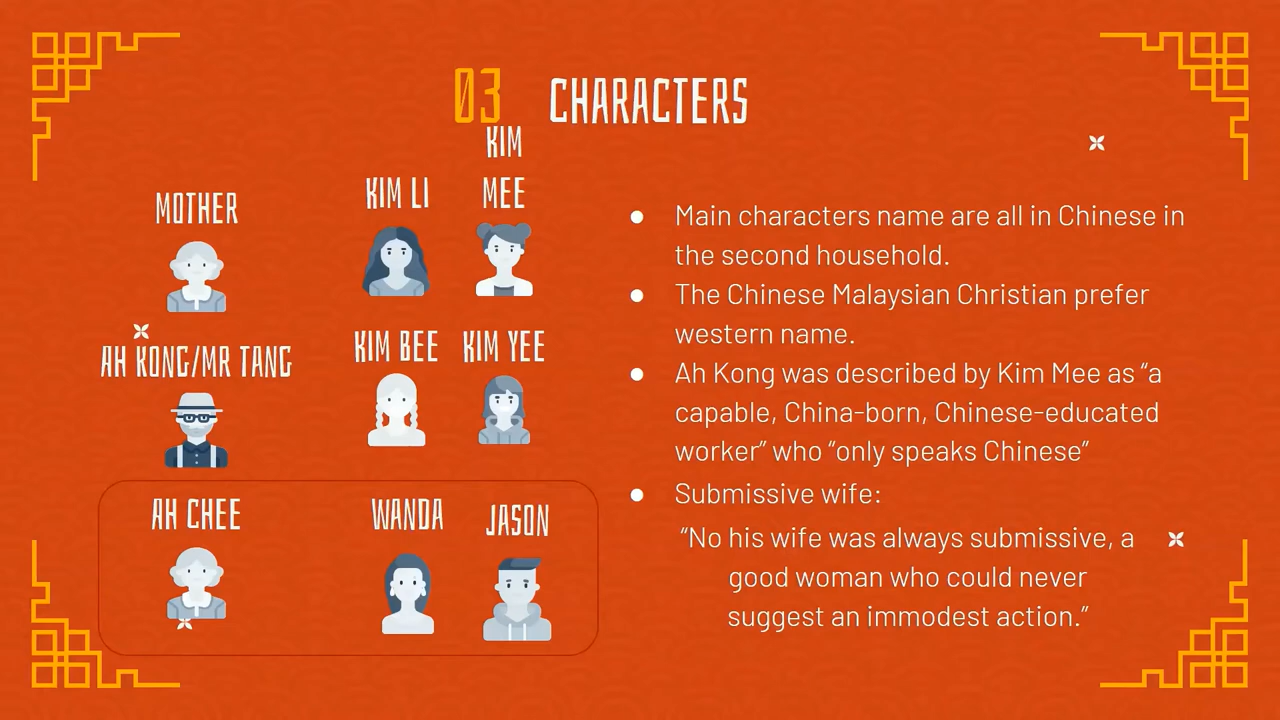 03 CHARACTERS
KIM
MEE
KIM LI
MOTHER
AH KONG/MR TANG
KIM BEE
KIM YEE
AH CHEE
WANDA
JASON
● Main characters name are all in Chinese in
the second household.
● The Chinese Malaysian Christian prefer
western name.
● Ah Kong was described by Kim Mee as “a
capable, China-born, Chinese-educated
worker” who “only speaks Chinese”
● Submissive wife:
“No his wife was always submissive, a
good woman who could never
suggest an immodest action.”